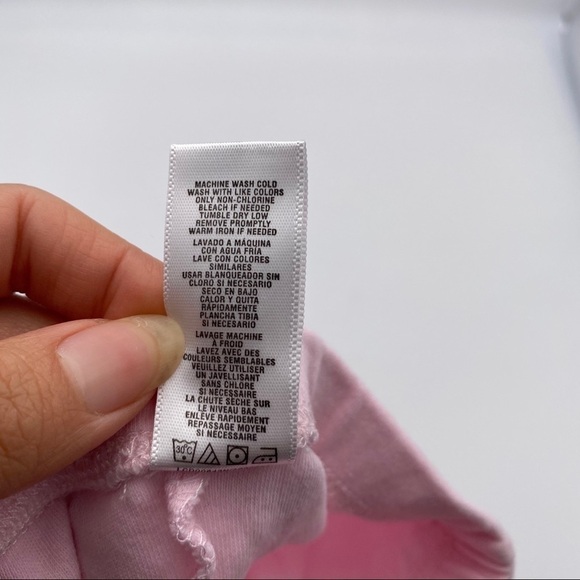 MACHINE WASH COLD
WASH WITH LIKE COLORS
ONLY NON-CHLORINE
BLEACH IF NEEDED
TUMBLE DRY LOW
REMOVE PROMPTLY
WARM IRON IF NEEDED
LAVADO A MÁQUINA
CON AGUA FRÍA
LAVE CON COLORES
SIMILARES
USAR BLANQUEADOR SIN
CLORO SI NECESARIO
SECO EN BAJO
CALOR Y QUITA
RÁPIDAMENTE
PLANCHA TIBIA
SI NECESARIO
LAVAGE MACHINE
À FROID
LAVEZ AVEC DES
COULEURS SEMBLABLES
VEUILLEZ UTILISER
UN JAVELLISANT
SANS CHLORE
SI NÉCESSAIRE
LA CHUTE SÈCHE SUR
LE NIVEAU BAS
ENLÈVE RAPIDEMENT
REPASSAGE MOYEN
SI NÉCESSAIRE
30°C